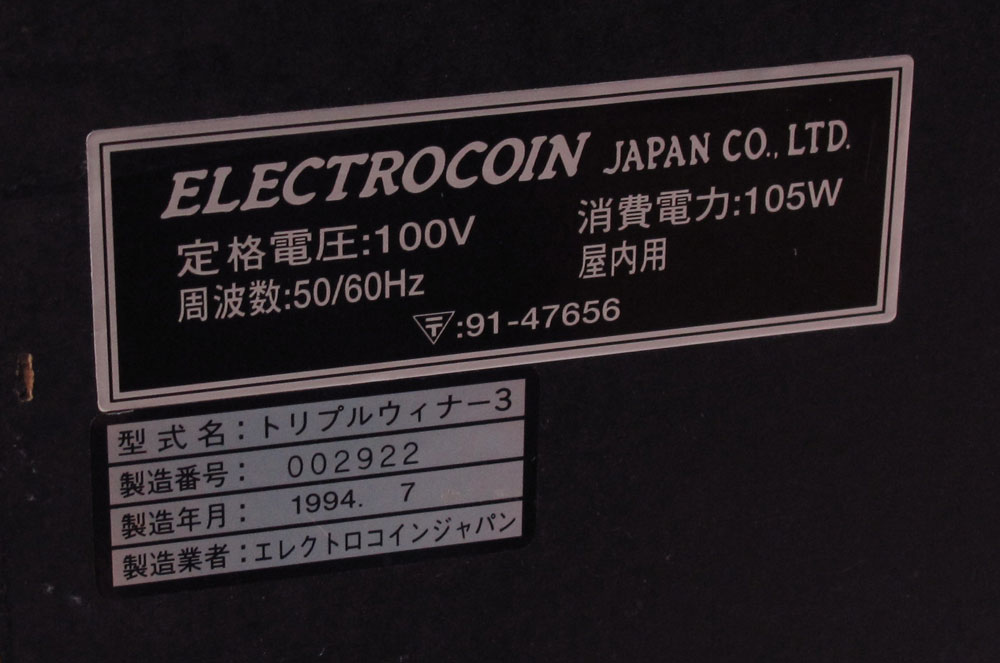 ELECTROCOIN JAPAN CO., LTD.
定格電圧:100V 消費電力:105W
周波数:50/60Hz 屋内用
〒:91-47656
型式名:トリプルウィナー3
製造番号: 002922
製造年月: 1994. 7
製造業者:エレクトロコインジャパン